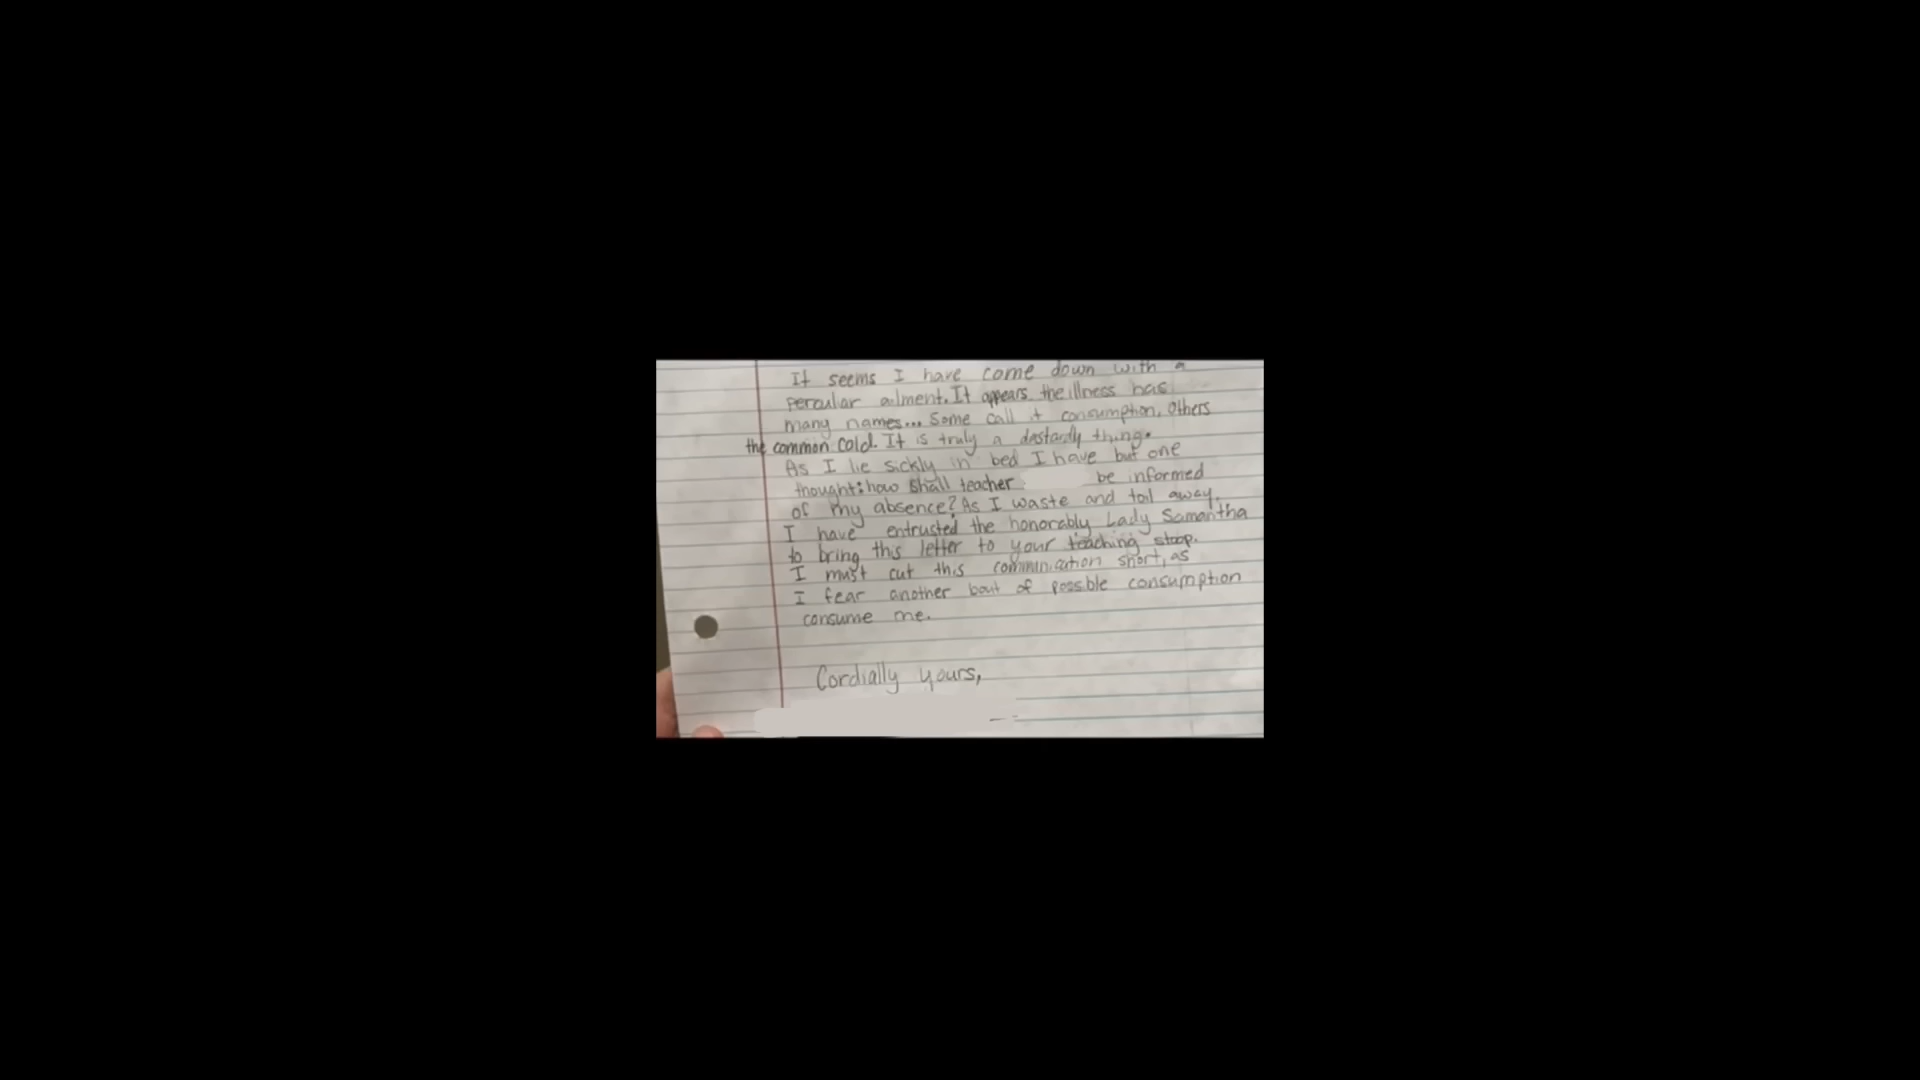 It seems I have come down with a
percular ailment. It appears the illness has
many names... Some call it consumption, others
the common cold. It is truly a dastardly thing.
As I lie sickly in bed I have but one
thought: how shall teacher be informed
of my absence? As I waste and toil away,
I have entrusted the honorably Lady Samantha
to bring this letter to your teaching stoop.
I must cut this communication short, as
I fear another bout of possible consumption
consume me.
Cordially yours,